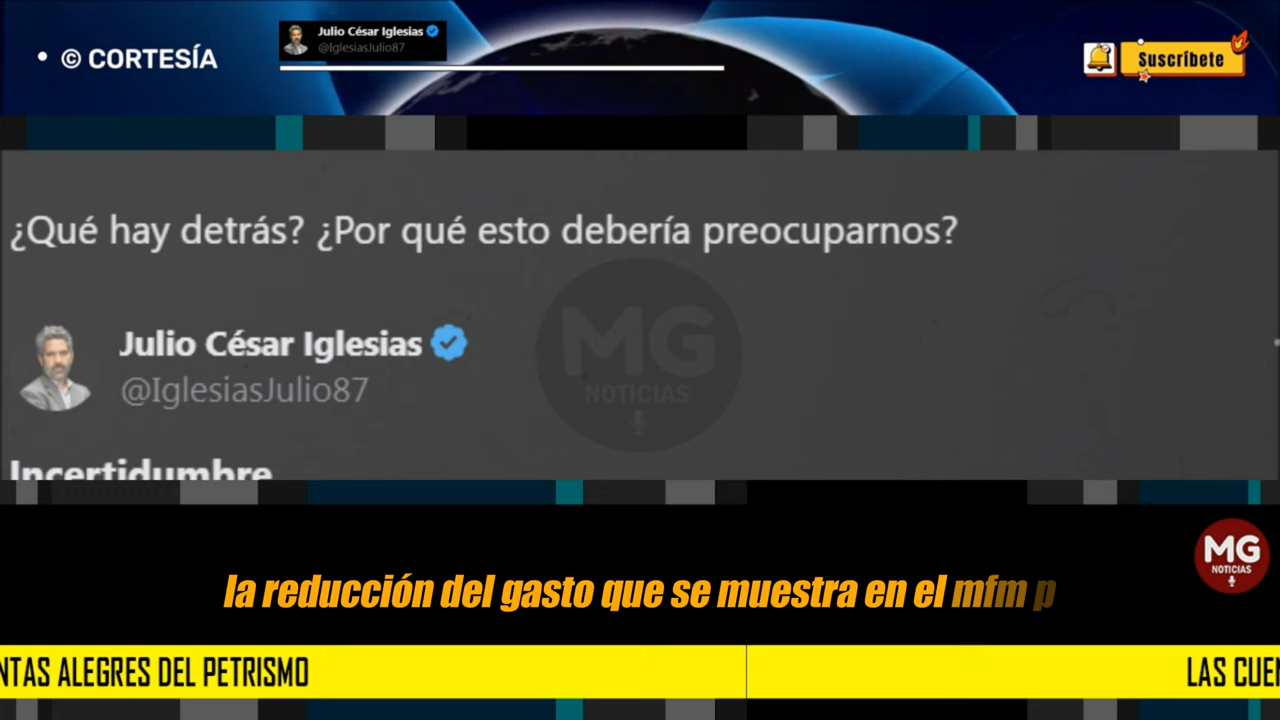 • © CORTESÍA
Julio César Iglesias
@IglesiasJulio87
Suscríbete
¿Qué hay detrás? ¿Por qué esto debería preocuparnos?
MG
NOTICIAS
Julio César Iglesias
@IglesiasJulio87
Incertidumbre
MG
NOTICIAS
la reducción del gasto que se muestra en el mfm p
NTAS ALEGRES DEL PETRISMO
LAS CUEN